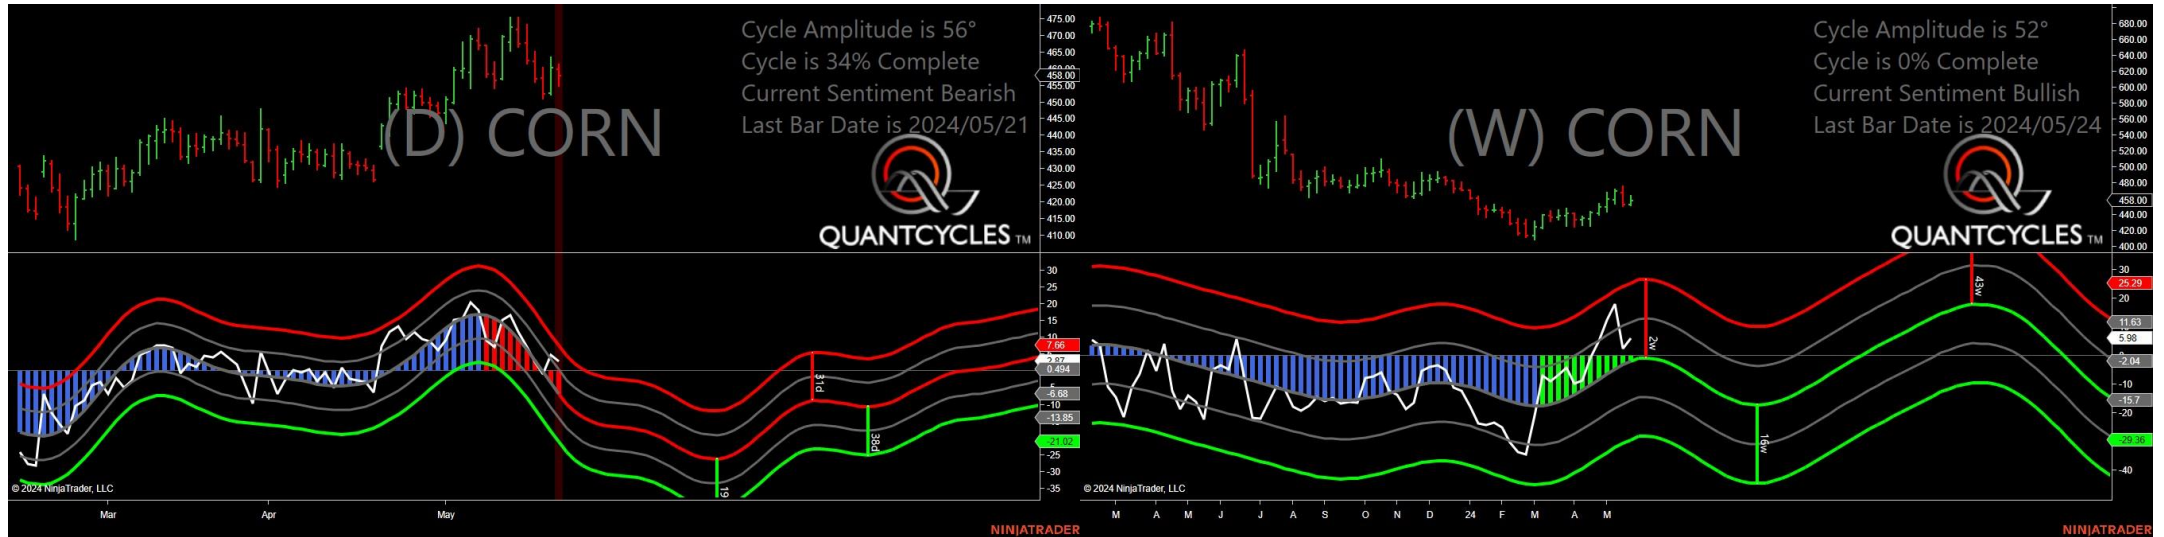 Cycle Amplitude is 56°
Cycle is 34% Complete
Current Sentiment Bearish
Last Bar Date is 2024/05/21
(D) CORN
QUANTCYCLES TM
475.00
470.00
465.00
460.00
458.00
455.00
450.00
445.00
440.00
435.00
430.00
425.00
420.00
415.00
410.00
30
25
20
15
10
7.66
2.87
0.494
-5
-6.68
-10
-13.85
-21.02
-25
-30
-35
31d
38d
19
© 2024 NinjaTrader, LLC
Mar Apr May
NINJATRADER
Cycle Amplitude is 52°
Cycle is 0% Complete
Current Sentiment Bullish
Last Bar Date is 2024/05/24
(W) CORN
QUANTCYCLES TM
680.00
660.00
640.00
620.00
600.00
580.00
560.00
540.00
520.00
500.00
480.00
458.00
440.00
420.00
400.00
30
25.29
20
11.63
5.98
0
-2.04
-10
-15.7
-20
-29.36
-40
2w
16w
43w
© 2024 NinjaTrader, LLC
M A M J J A S O N D 24 F M A M
NINJATRADER